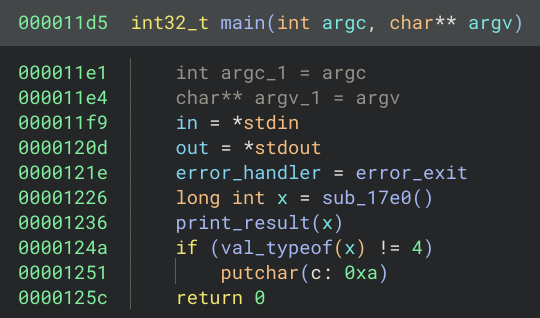 000011d5 int32_t main(int argc, char** argv)
000011e1 int argc_1 = argc
000011e4 char** argv_1 = argv
000011f9 in = *stdin
0000120d out = *stdout
0000121e error_handler = error_exit
00001226 long int x = sub_17e0()
00001236 print_result(x)
0000124a if (val_typeof(x) != 4)
00001251 putchar(c: 0xa)
0000125c return 0